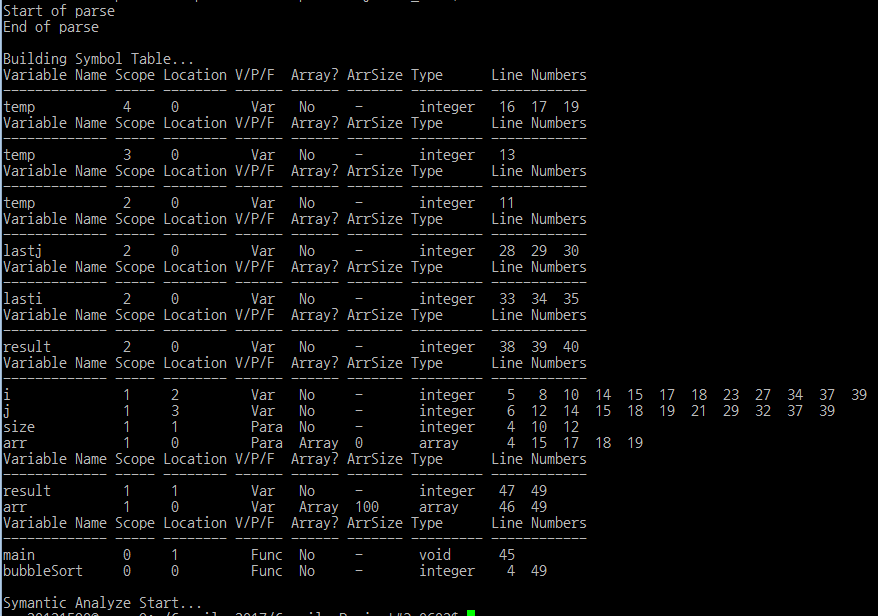 Start of parse
End of parse
Building Symbol Table...
Variable Name Scope Location V/P/F  Array? ArrSize Type      Line Numbers
------------- ----- -------- ------ ------ ------- --------- ------------
temp           4     0         Var   No     -       integer   16  17  19
Variable Name Scope Location V/P/F  Array? ArrSize Type      Line Numbers
------------- ----- -------- ------ ------ ------- --------- ------------
temp           3     0         Var   No     -       integer   13
Variable Name Scope Location V/P/F  Array? ArrSize Type      Line Numbers
------------- ----- -------- ------ ------ ------- --------- ------------
temp           2     0         Var   No     -       integer   11
Variable Name Scope Location V/P/F  Array? ArrSize Type      Line Numbers
------------- ----- -------- ------ ------ ------- --------- ------------
lastj          2     0         Var   No     -       integer   28  29  30
Variable Name Scope Location V/P/F  Array? ArrSize Type      Line Numbers
------------- ----- -------- ------ ------ ------- --------- ------------
lasti          2     0         Var   No     -       integer   33  34  35
Variable Name Scope Location V/P/F  Array? ArrSize Type      Line Numbers
------------- ----- -------- ------ ------ ------- --------- ------------
result         2     0         Var   No     -       integer   38  39  40
Variable Name Scope Location V/P/F  Array? ArrSize Type      Line Numbers
------------- ----- -------- ------ ------ ------- --------- ------------
i              1     2         Var   No     -       integer    5   8  10  14  15  17  18  23  27  34  37  39
j              1     3         Var   No     -       integer    6  12  14  15  18  19  21  29  32  37  39
size           1     1         Para  No     -       integer    4  10  12
arr            1     0         Para  Array  0       array      4  15  17  18  19
Variable Name Scope Location V/P/F  Array? ArrSize Type      Line Numbers
------------- ----- -------- ------ ------ ------- --------- ------------
result         1     1         Var   No     -       integer   47  49
arr            1     0         Var   Array  100     array     46  49
Variable Name Scope Location V/P/F  Array? ArrSize Type      Line Numbers
------------- ----- -------- ------ ------ ------- --------- ------------
main           0     1         Func  No     -       void      45
bubbleSort     0     0         Func  No     -       integer    4  49
Semantic Analyze Start...